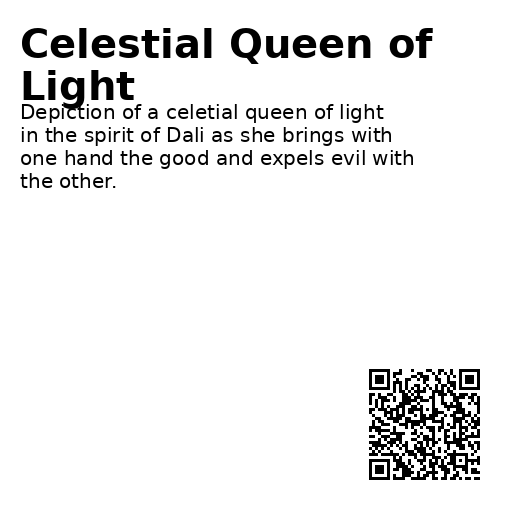 Celestial Queen of
Light
Depiction of a celetial queen of light
in the spirit of Dali as she brings with
one hand the good and expels evil with
the other.